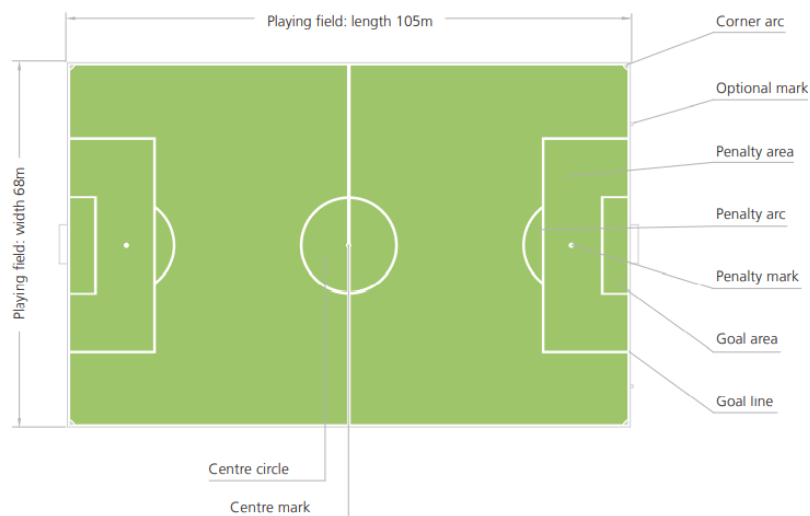 Playing field: length 105m
Corner arc
Optional mark
Penalty area
Playing field: width 68m
Penalty arc
Penalty mark
Goal area
Goal line
Centre circle
Centre mark